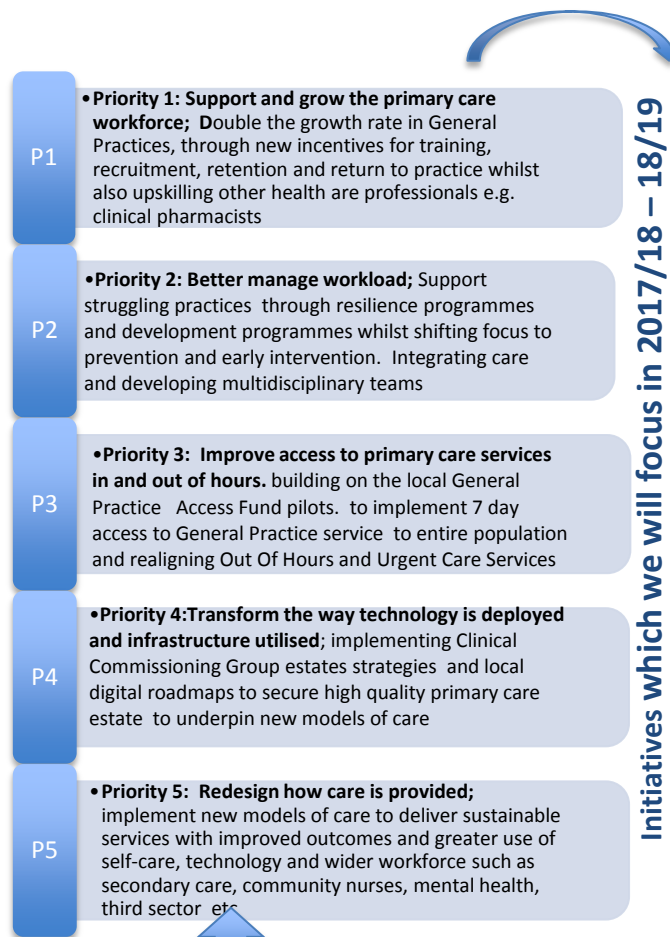 P1
•Priority 1: Support and grow the primary care
workforce; Double the growth rate in General
Practices, through new incentives for training,
recruitment, retention and return to practice whilst
also upskilling other health are professionals e.g.
clinical pharmacists
P2
•Priority 2: Better manage workload; Support
struggling practices through resilience programmes
and development programmes whilst shifting focus to
prevention and early intervention. Integrating care
and developing multidisciplinary teams
P3
•Priority 3: Improve access to primary care services
in and out of hours. building on the local General
Practice Access Fund pilots. to implement 7 day
access to General Practice service to entire population
and realigning Out Of Hours and Urgent Care Services
P4
•Priority 4:Transform the way technology is deployed
and infrastructure utilised; implementing Clinical
Commissioning Group estates strategies and local
digital roadmaps to secure high quality primary care
estate to underpin new models of care
P5
•Priority 5: Redesign how care is provided;
implement new models of care to deliver sustainable
services with improved outcomes and greater use of
self-care, technology and wider workforce such as
secondary care, community nurses, mental health,
third sector etc
Initiatives which we will focus in 2017/18 – 18/19